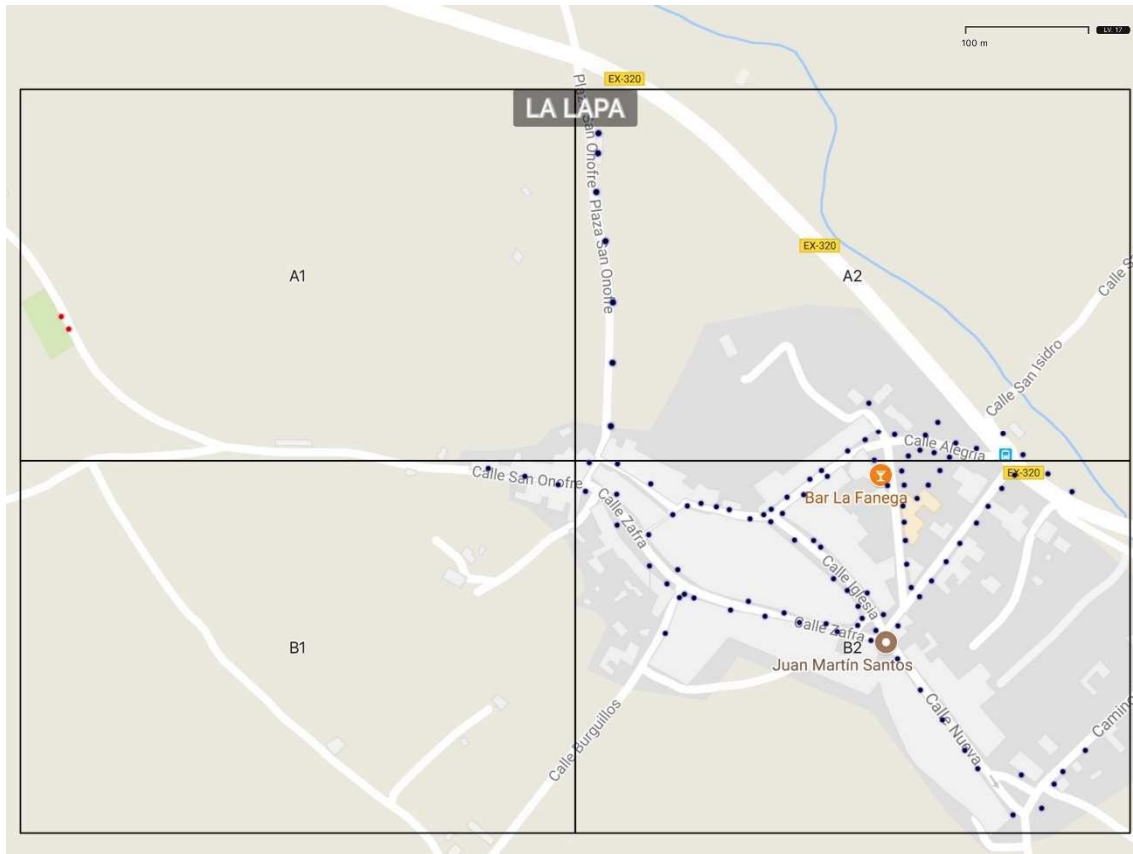 100 m
LV. 17
EX-320
LA LAPA
Plaza San Onofre
Plaza San Onofre
EX-320
A1
A2
Calle S
Calle San Isidro
Calle Alegría
Calle San Onofre
EX-320
Bar La Fanega
Calle Zafra
Calle Iglesia
Calle Zafra
B1
B2
Juan Martín Santos
Calle Burguillos
Calle Nueva
Camino